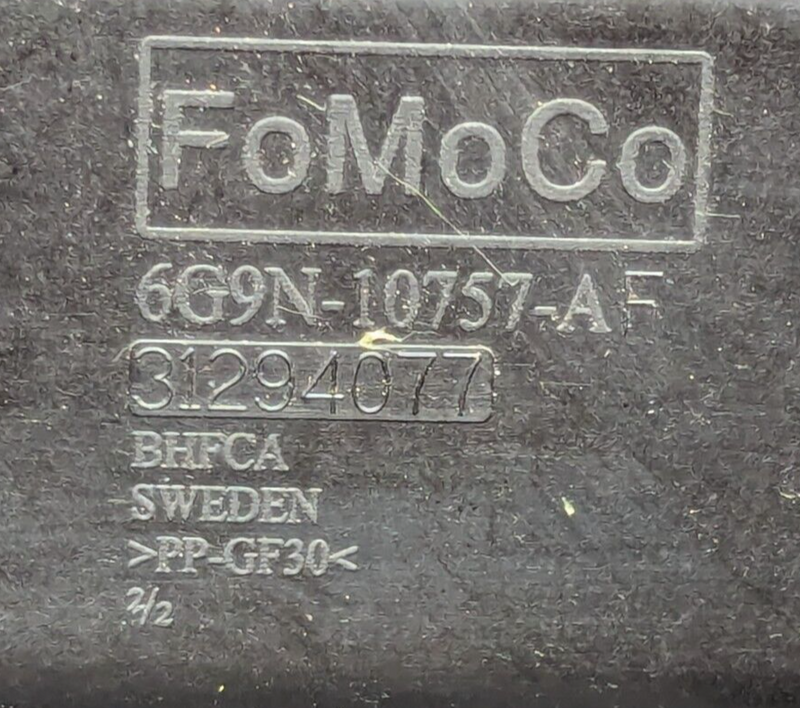 FoMoCo
6G9N-10757-AF
31294077
BHFCA
SWEDEN
>PP-GF30<
2/2